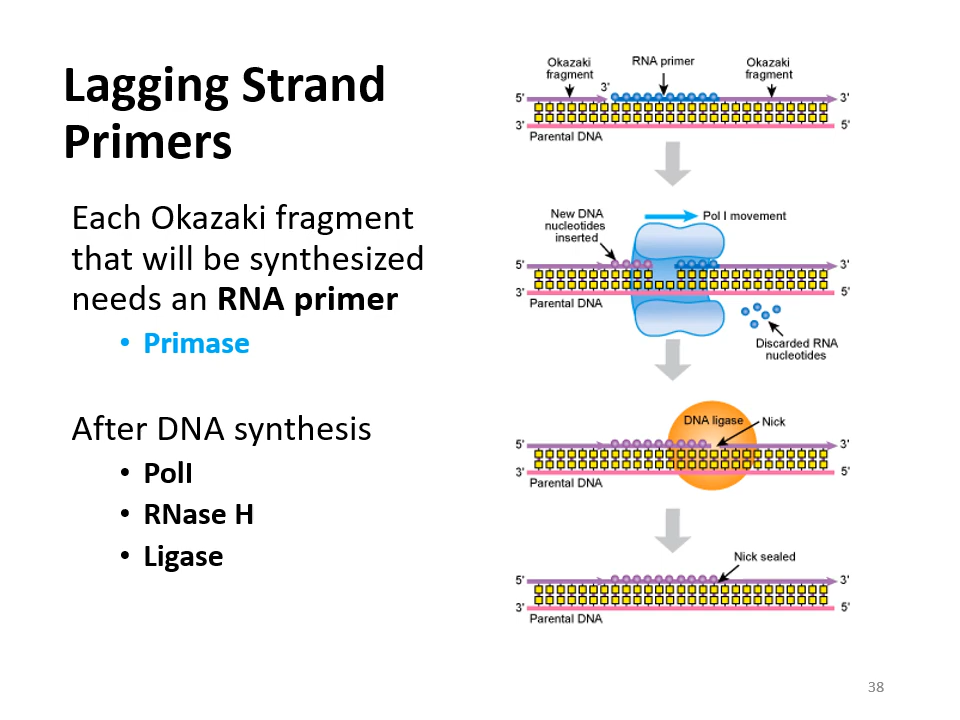 Lagging Strand
Primers
Each Okazaki fragment
that will be synthesized
needs an RNA primer
• Primase
After DNA synthesis
• PolI
• RNase H
• Ligase
Okazaki
fragment
RNA primer
Okazaki
fragment
3'
5'
3'
3'
5'
Parental DNA
New DNA
nucleotides
inserted
Pol I movement
5'
3'
3'
5'
Parental DNA
Discarded RNA
nucleotides
DNA ligase
Nick
5'
3'
3'
5'
Parental DNA
Nick sealed
5'
3'
3'
5'
Parental DNA
38